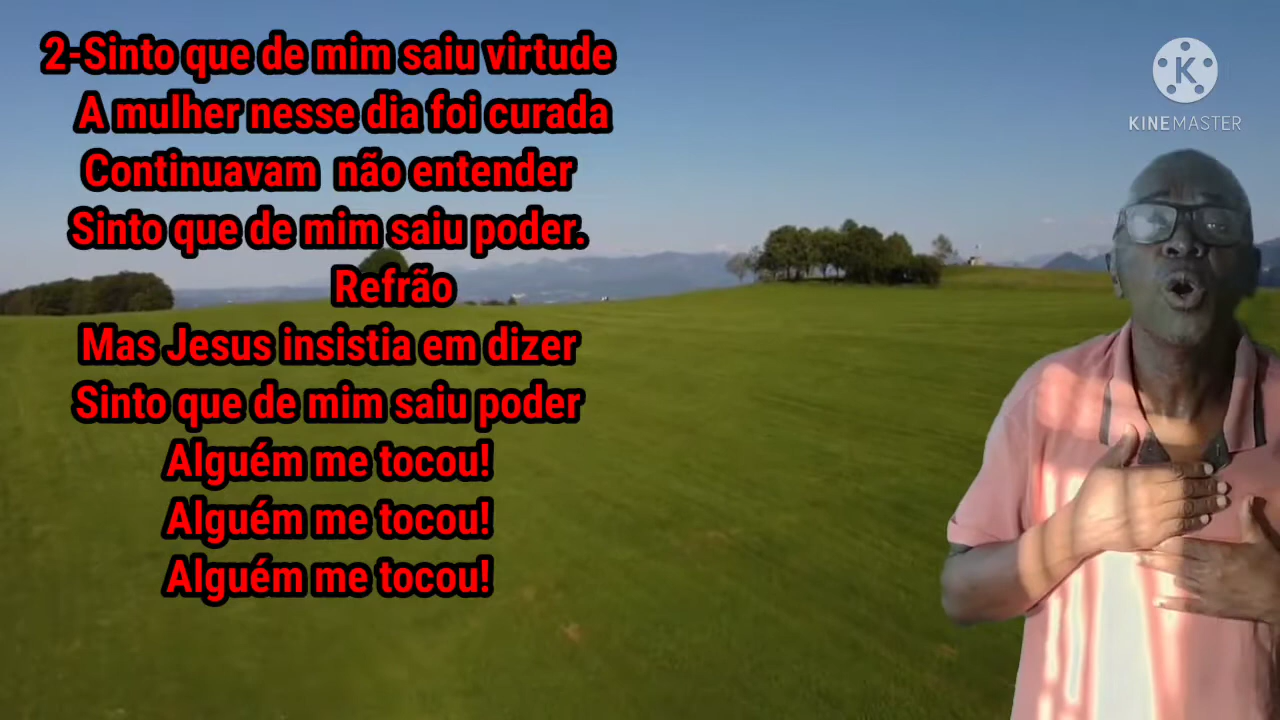 2-Sinto que de mim saiu virtude
A mulher nesse dia foi curada
Continuavam não entender
Sinto que de mim saiu poder.
Refrão
Mas Jesus insistia em dizer
Sinto que de mim saiu poder
Alguém me tocou!
Alguém me tocou!
Alguém me tocou!
K
KINEMASTER